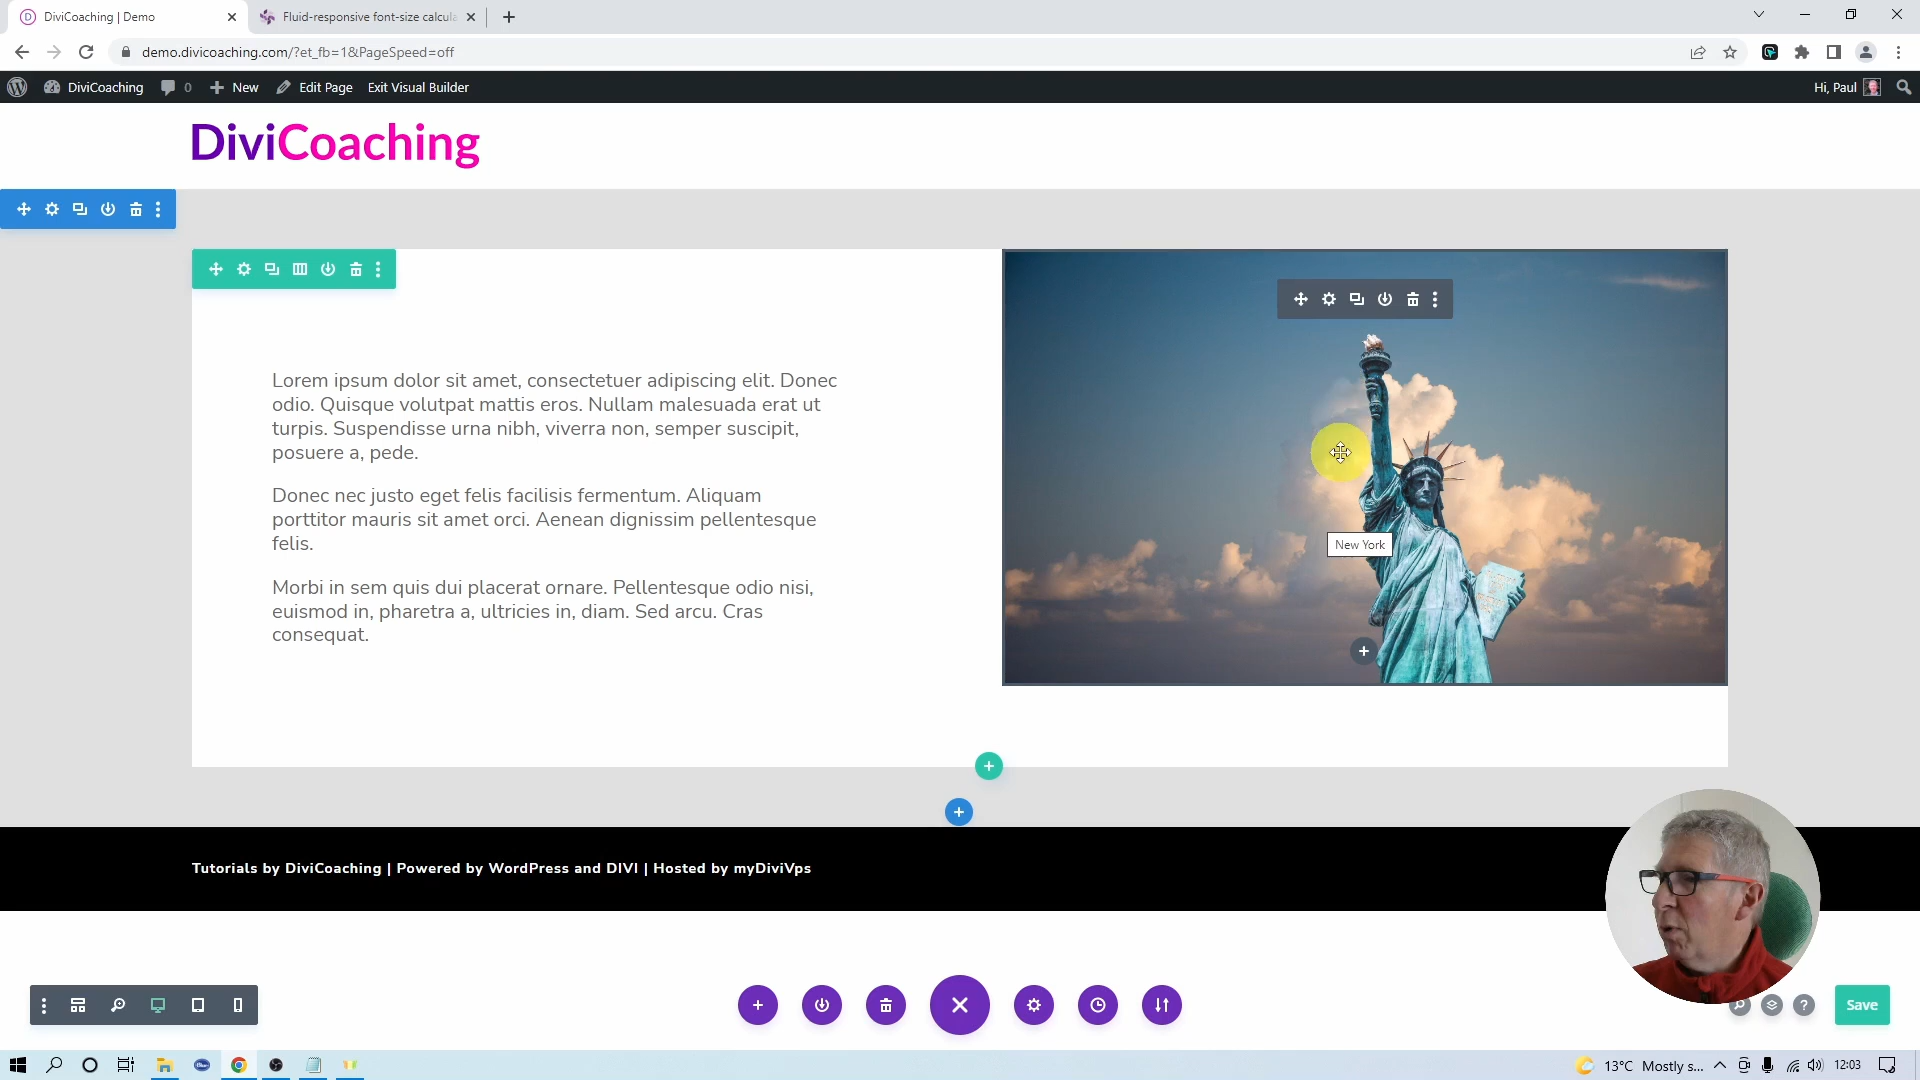 DiviCoaching | Demo
Fluid-responsive font-size calcula
demo.divicoaching.com/?et_fb=1&PageSpeed=off
DiviCoaching
0
New
Edit Page
Exit Visual Builder
Hi, Paul
DiviCoaching
Lorem ipsum dolor sit amet, consectetuer adipiscing elit. Donec
odio. Quisque volutpat mattis eros. Nullam malesuada erat ut
turpis. Suspendisse urna nibh, viverra non, semper suscipit,
posuere a, pede.
Donec nec justo eget felis facilisis fermentum. Aliquam
porttitor mauris sit amet orci. Aenean dignissim pellentesque
felis.
Morbi in sem quis dui placerat ornare. Pellentesque odio nisi,
euismod in, pharetra a, ultricies in, diam. Sed arcu. Cras
consequat.
New York
Tutorials by DiviCoaching | Powered by WordPress and DIVI | Hosted by myDiviVps
Save
13°C Mostly s...
12:03